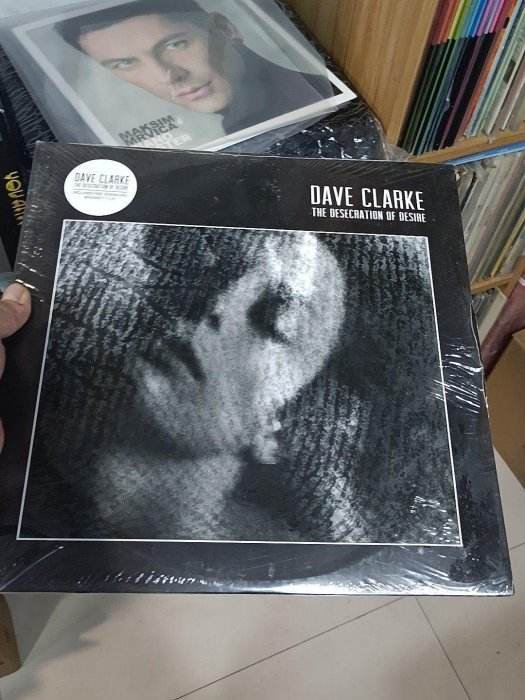 MAKSIM
MRVICA
DAVE CLARKE
THE DESECRATION OF DESIRE
DAVE CLARKE
THE DESECRATION OF DESIRE